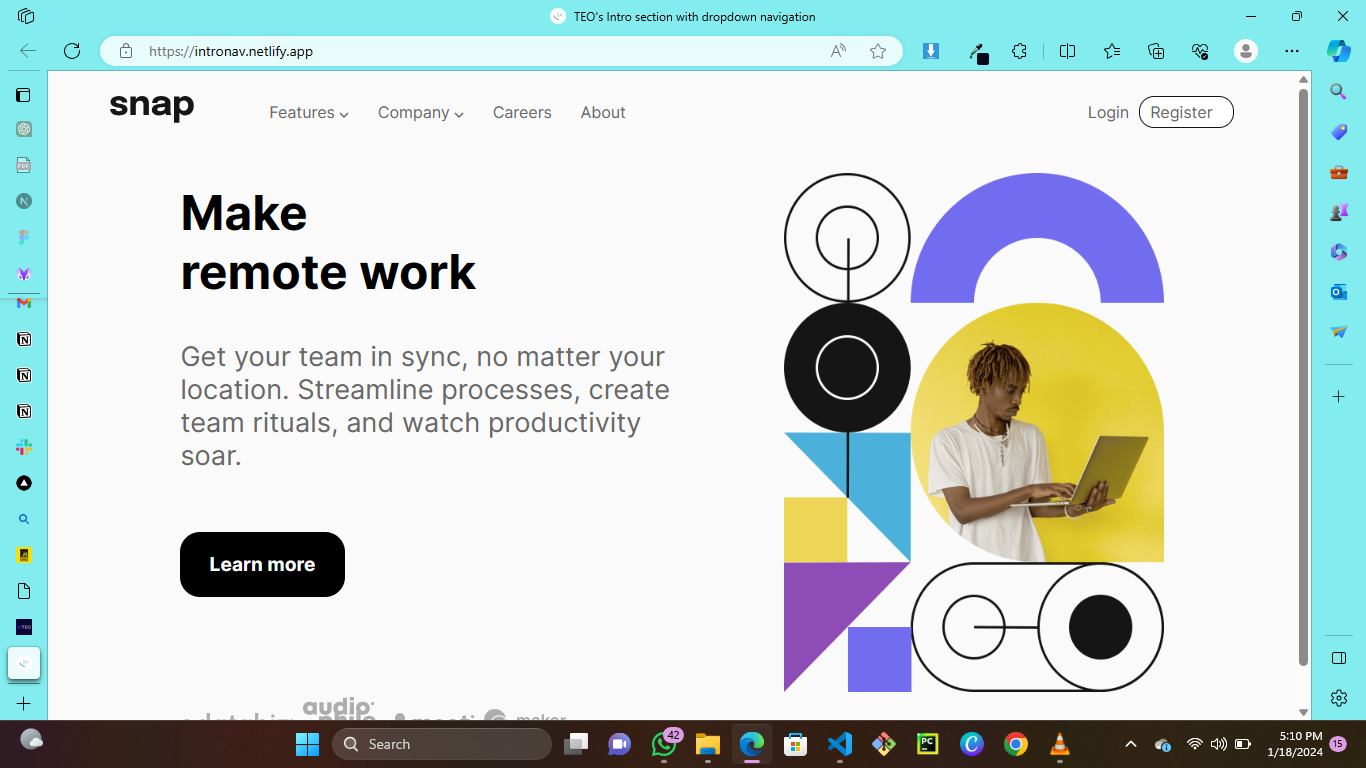 TEO's Intro section with dropdown navigation
https://intronav.netlify.app
snap
Features
Company
Careers
About
Login
Register
Make
remote work
Get your team in sync, no matter your
location. Streamline processes, create
team rituals, and watch productivity
soar.
Learn more
audio
maker
Search
42
5:10 PM
1/18/2024
15